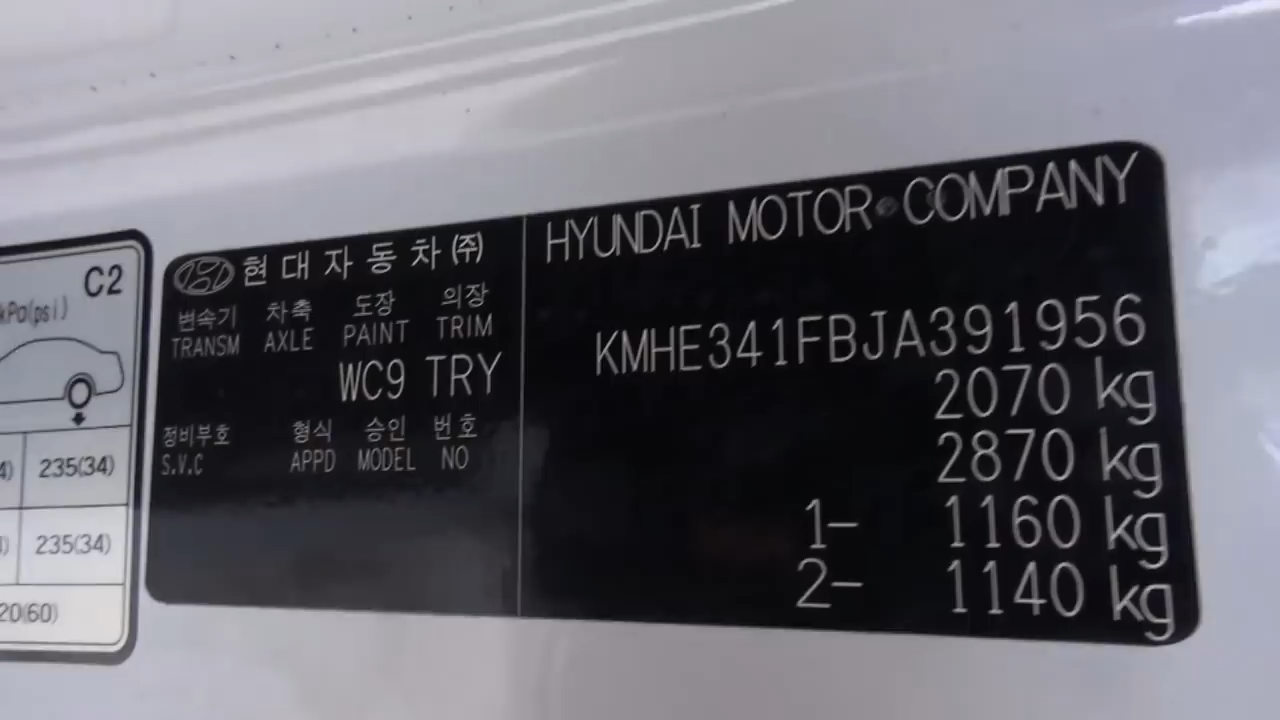 C2
kPa(psi)
4) 235(34)
) 235(34)
20(60)
현대자동차㈜
변속기 차축 도장 의장
TRANSM AXLE PAINT TRIM
WC9 TRY
정비부호 형식 승인 번호
S.V.C APPD MODEL NO
HYUNDAI MOTOR COMPANY
KMHE341FBJA391956
2070 kg
2870 kg
1- 1160 kg
2- 1140 kg